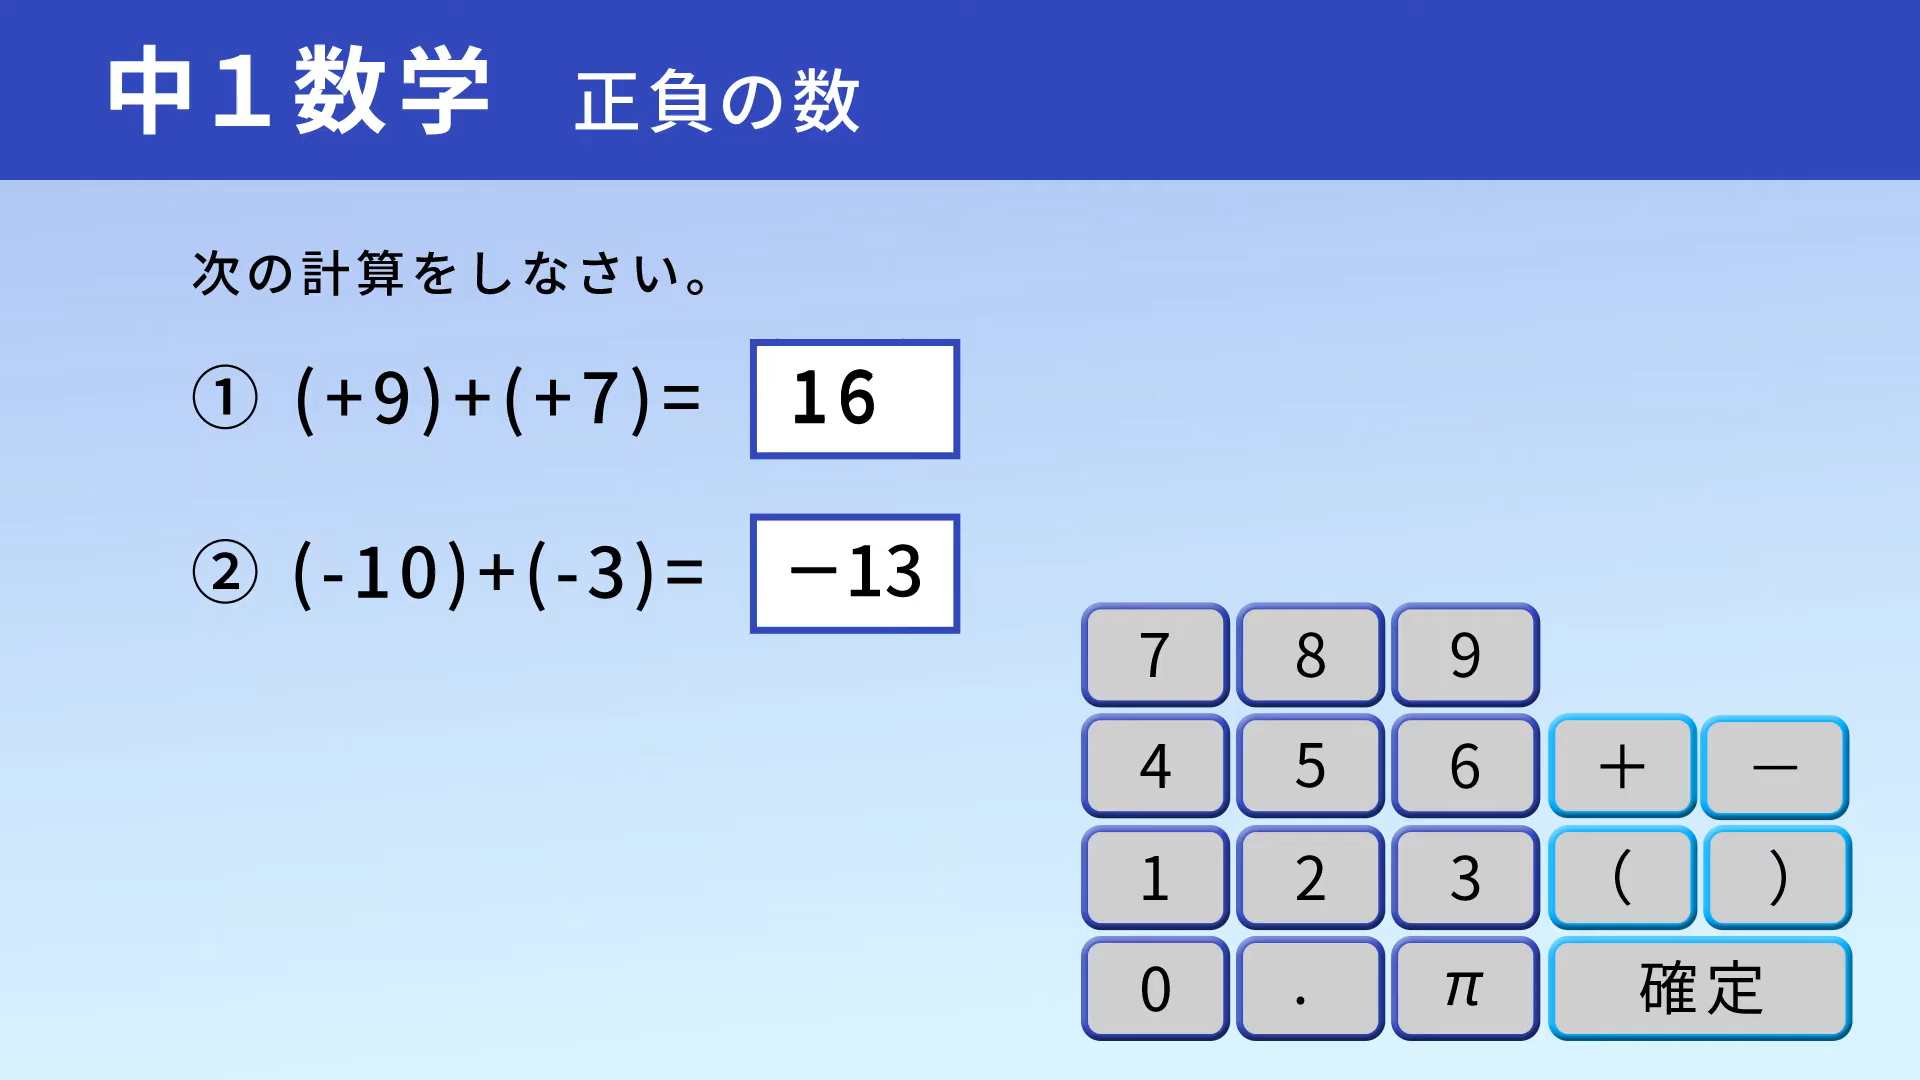 中１数学　正負の数
次の計算をしなさい。
① (+9)+(+7)= 16
② (-10)+(-3)= －13
7 8 9
4 5 6 ＋ －
1 2 3 （ ）
0 . π 確定